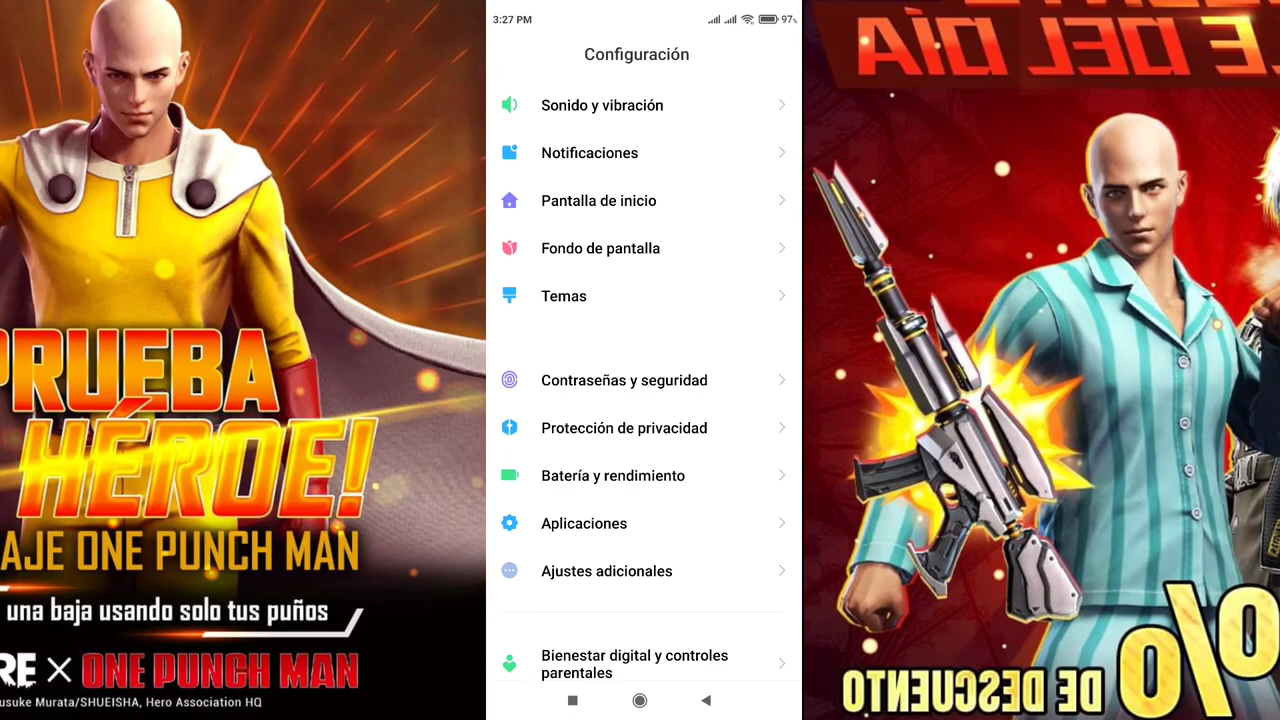 PRUEBA
HÉROE!
AJE ONE PUNCH MAN
una baja usando solo tus puños
RE × ONE PUNCH MAN
usuke Murata/SHUEISHA, Hero Association HQ
3:27 PM
97%
Configuración
Sonido y vibración
Notificaciones
Pantalla de inicio
Fondo de pantalla
Temas
Contraseñas y seguridad
Protección de privacidad
Batería y rendimiento
Aplicaciones
Ajustes adicionales
Bienestar digital y controles
parentales
E DEL DÍA
%
DE DESCUENTO